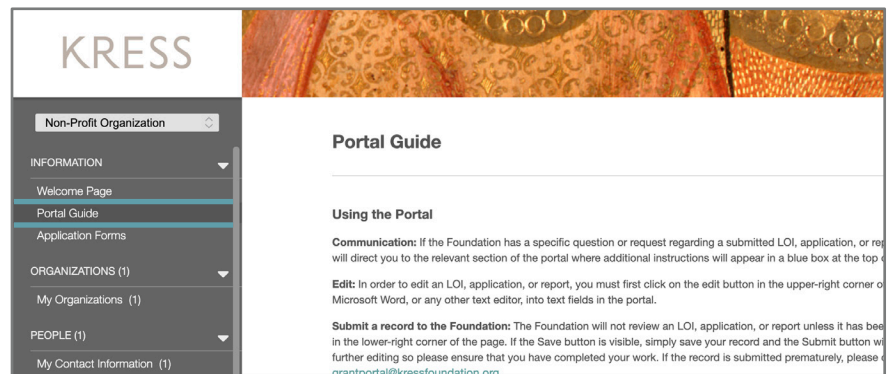 KRESS
Non-Profit Organization
INFORMATION
Welcome Page
Portal Guide
Application Forms
ORGANIZATIONS (1)
My Organizations (1)
PEOPLE (1)
My Contact Information (1)
Portal Guide
Using the Portal
Communication: If the Foundation has a specific question or request regarding a submitted LOI, application, or
will direct you to the relevant section of the portal where additional instructions will appear in a blue box at the top
Edit: In order to edit an LOI, application, or report, you must first click on the edit button in the upper-right corner
Microsoft Word, or any other text editor, into text fields in the portal.
Submit a record to the Foundation: The Foundation will not review an LOI, application, or report unless it has
in the lower-right corner of the page. If the Save button is visible, simply save your record and the Submit button
further editing so please ensure that you have completed your work. If the record is submitted prematurely, please
grantportal@kressfoundation.org